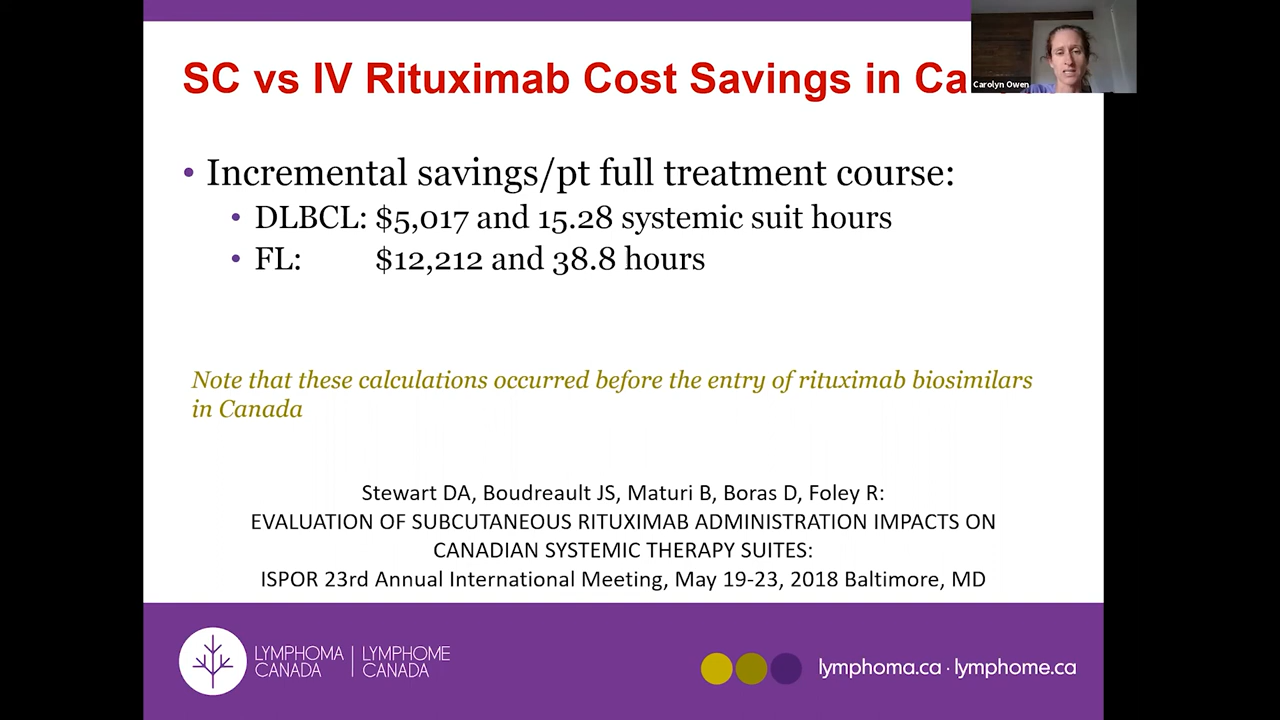 SC vs IV Rituximab Cost Savings in Ca
Carolyn Owen
• Incremental savings/pt full treatment course:
• DLBCL: $5,017 and 15.28 systemic suit hours
• FL: $12,212 and 38.8 hours
Note that these calculations occurred before the entry of rituximab biosimilars
in Canada
Stewart DA, Boudreault JS, Maturi B, Boras D, Foley R:
EVALUATION OF SUBCUTANEOUS RITUXIMAB ADMINISTRATION IMPACTS ON
CANADIAN SYSTEMIC THERAPY SUITES:
ISPOR 23rd Annual International Meeting, May 19-23, 2018 Baltimore, MD
LYMPHOMA
CANADA
LYMPHOME
CANADA
lymphoma.ca · lymphome.ca